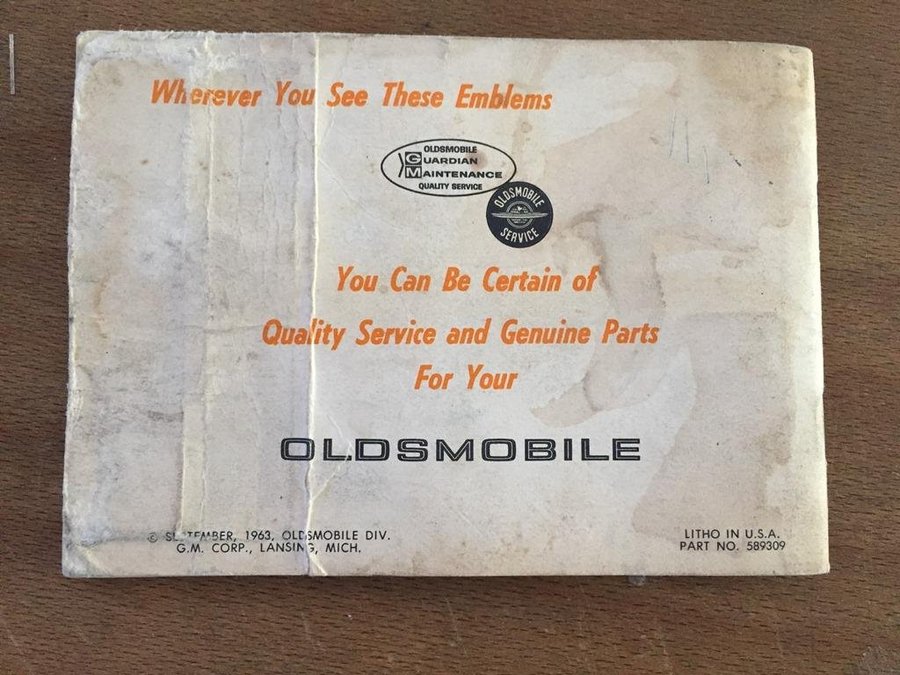 Wherever You See These Emblems
OLDSMOBILE
GUARDIAN
MAINTENANCE
QUALITY SERVICE
OLDSMOBILE
SERVICE
You Can Be Certain of
Quality Service and Genuine Parts
For Your
OLDSMOBILE
© SEPTEMBER, 1963, OLDSMOBILE DIV.
G.M. CORP., LANSING, MICH.
LITHO IN U.S.A.
PART NO. 589309